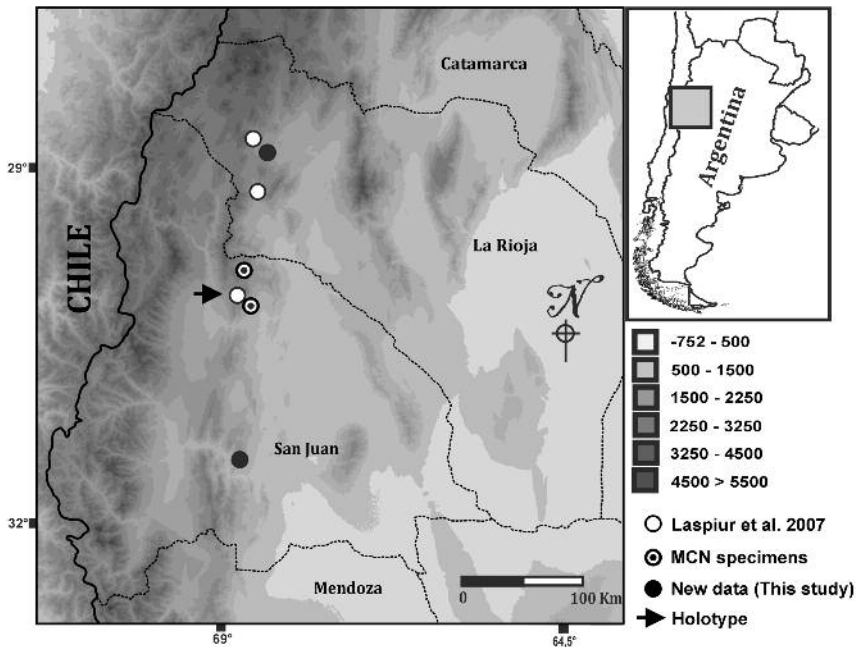 Catamarca
29°
La Rioja
CHILE
N
San Juan
32°
Mendoza
0
100 Km
69°
64,5°
Argentina
-752 - 500
500 - 1500
1500 - 2250
2250 - 3250
3250 - 4500
4500 > 5500
Laspiur et al. 2007
MCN specimens
New data (This study)
Holotype